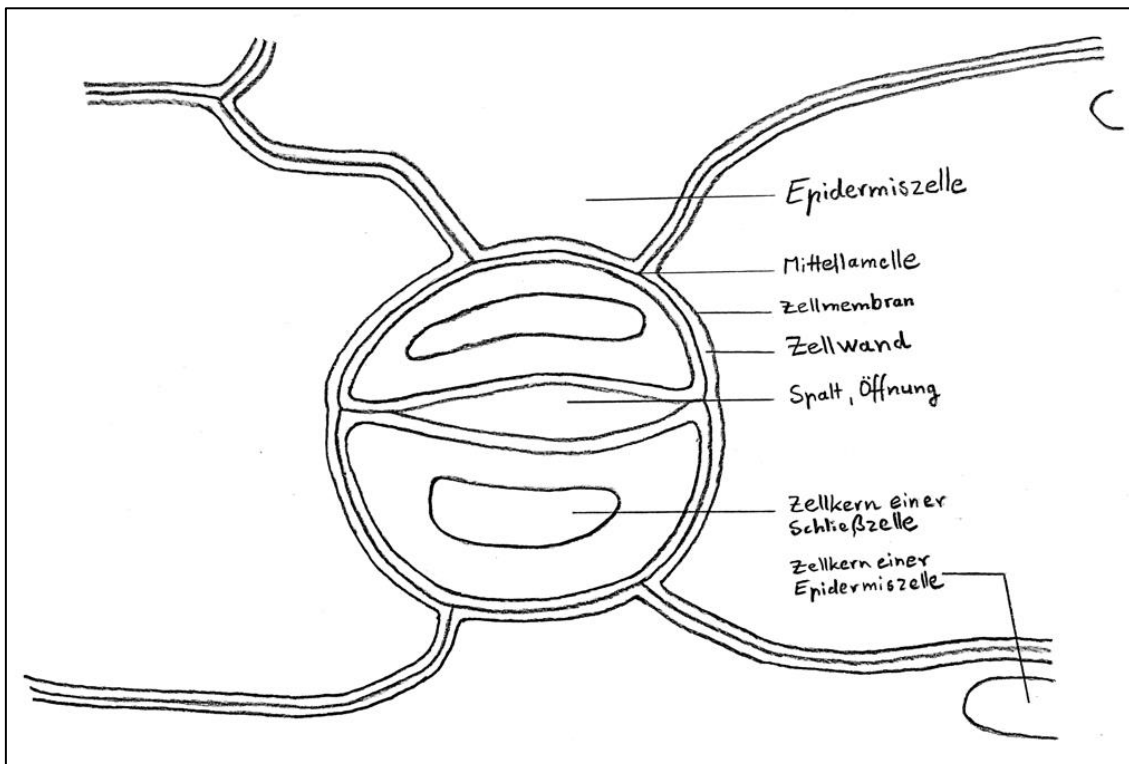 Epidermiszelle
Mittellamelle
Zellmembran
Zellwand
Spalt, Öffnung
Zellkern einer
Schließzelle
Zellkern einer
Epidermiszelle